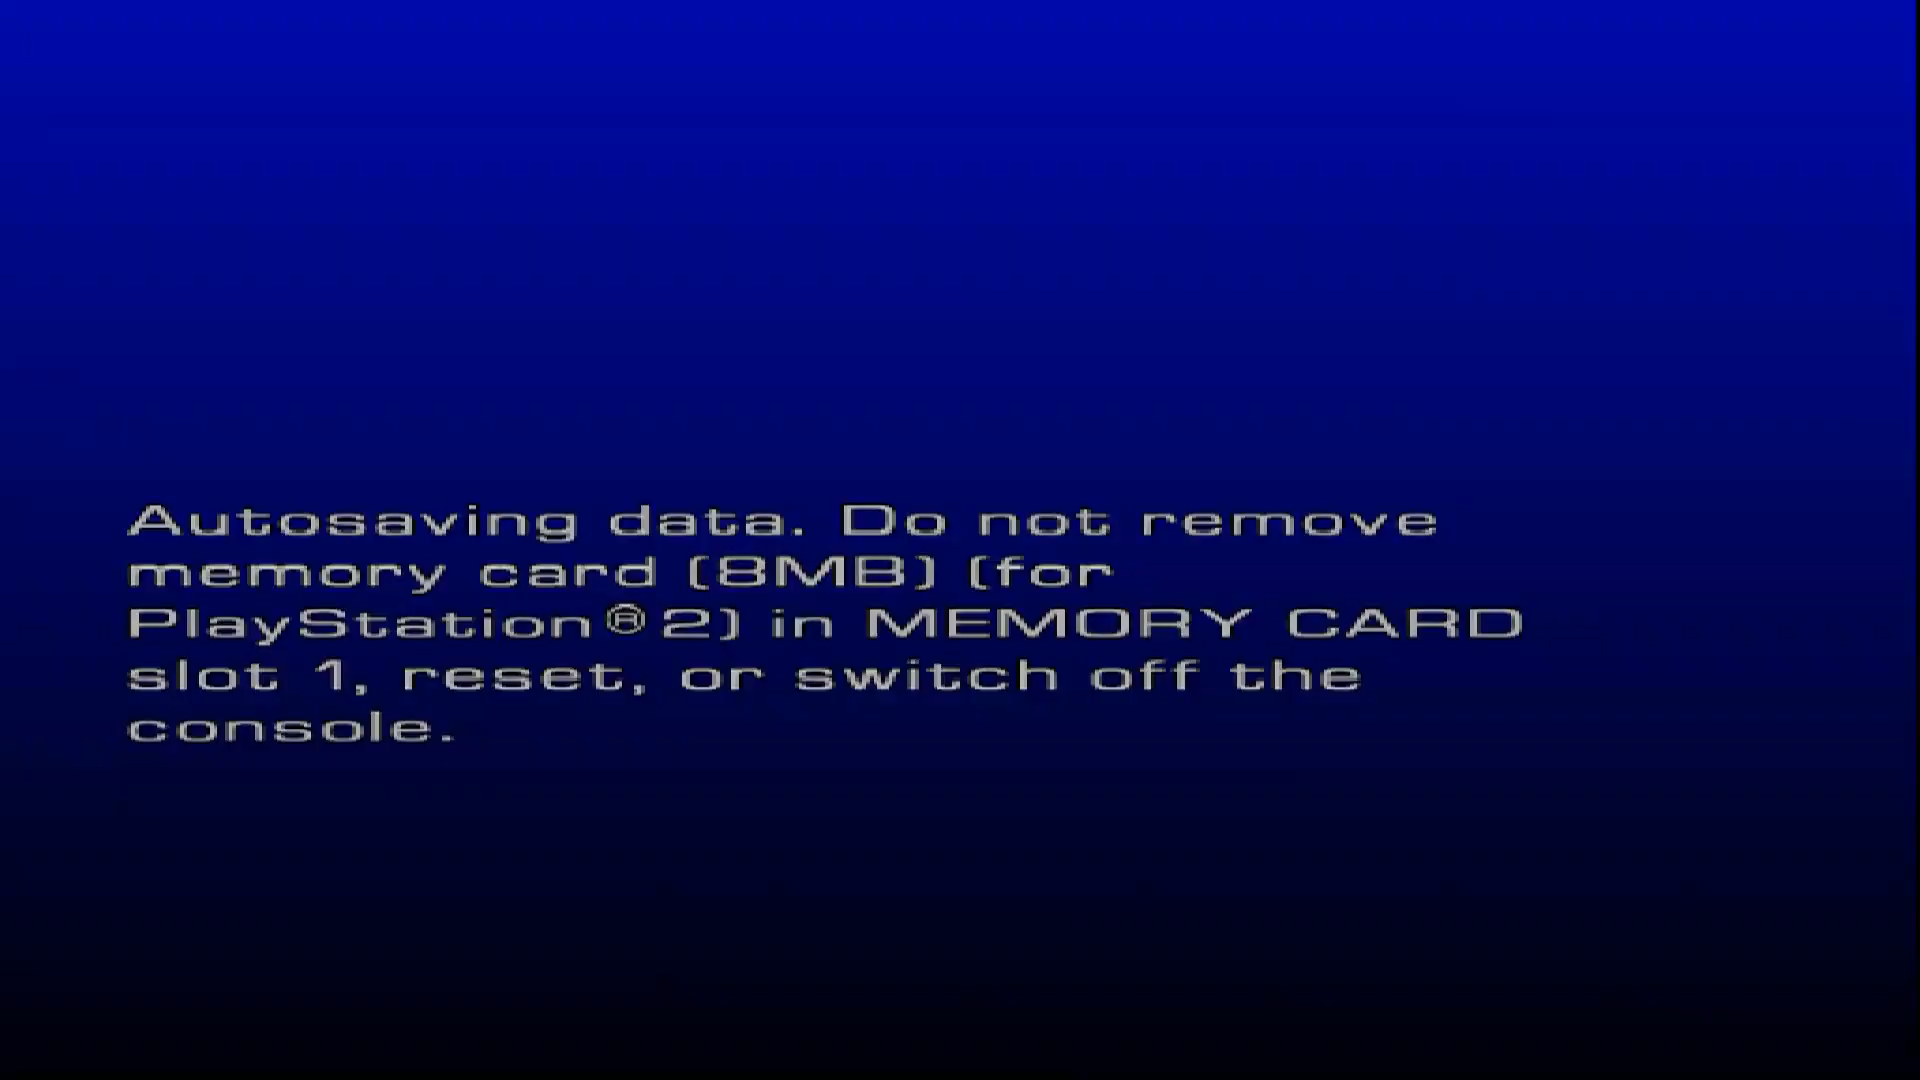 Autosaving data. Do not remove
memory card (8MB) (for
PlayStation®2) in MEMORY CARD
slot 1, reset, or switch off the
console.